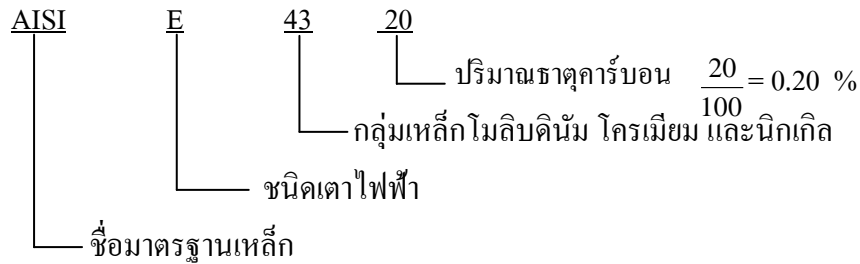 AISI E 43 20
ปริมาณธาตุคาร์บอน 20/100 = 0.20 %
กลุ่มเหล็กโมลิบดินัม โครเมียม และนิกเกิล
ชนิดเตาไฟฟ้า
ชื่อมาตรฐานเหล็ก